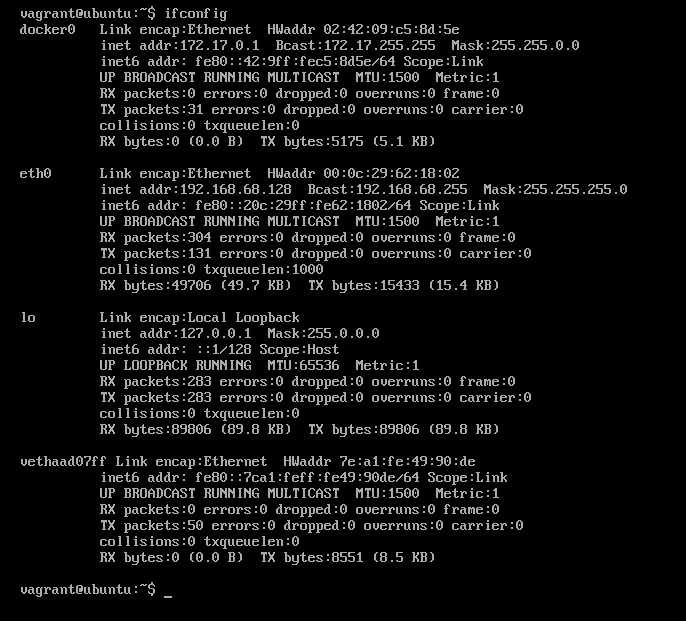 vagrant@ubuntu:~$ ifconfig
docker0   Link encap:Ethernet  HWaddr 02:42:09:c5:8d:5e
          inet addr:172.17.0.1  Bcast:172.17.255.255  Mask:255.255.0.0
          inet6 addr: fe80::42:9ff:fec5:8d5e/64 Scope:Link
          UP BROADCAST RUNNING MULTICAST  MTU:1500  Metric:1
          RX packets:0 errors:0 dropped:0 overruns:0 frame:0
          TX packets:31 errors:0 dropped:0 overruns:0 carrier:0
          collisions:0 txqueuelen:0
          RX bytes:0 (0.0 B)  TX bytes:5175 (5.1 KB)

eth0      Link encap:Ethernet  HWaddr 00:0c:29:62:18:02
          inet addr:192.168.68.128  Bcast:192.168.68.255  Mask:255.255.255.0
          inet6 addr: fe80::20c:29ff:fe62:1802/64 Scope:Link
          UP BROADCAST RUNNING MULTICAST  MTU:1500  Metric:1
          RX packets:304 errors:0 dropped:0 overruns:0 frame:0
          TX packets:131 errors:0 dropped:0 overruns:0 carrier:0
          collisions:0 txqueuelen:1000
          RX bytes:49706 (49.7 KB)  TX bytes:15433 (15.4 KB)

lo        Link encap:Local Loopback
          inet addr:127.0.0.1  Mask:255.0.0.0
          inet6 addr: ::1/128 Scope:Host
          UP LOOPBACK RUNNING  MTU:65536  Metric:1
          RX packets:283 errors:0 dropped:0 overruns:0 frame:0
          TX packets:283 errors:0 dropped:0 overruns:0 carrier:0
          collisions:0 txqueuelen:0
          RX bytes:89806 (89.8 KB)  TX bytes:89806 (89.8 KB)

vethaad07ff Link encap:Ethernet  HWaddr 7e:a1:fe:49:90:de
          inet6 addr: fe80::7ca1:feff:fe49:90de/64 Scope:Link
          UP BROADCAST RUNNING MULTICAST  MTU:1500  Metric:1
          RX packets:0 errors:0 dropped:0 overruns:0 frame:0
          TX packets:50 errors:0 dropped:0 overruns:0 carrier:0
          collisions:0 txqueuelen:0
          RX bytes:0 (0.0 B)  TX bytes:8551 (8.5 KB)

vagrant@ubuntu:~$ _